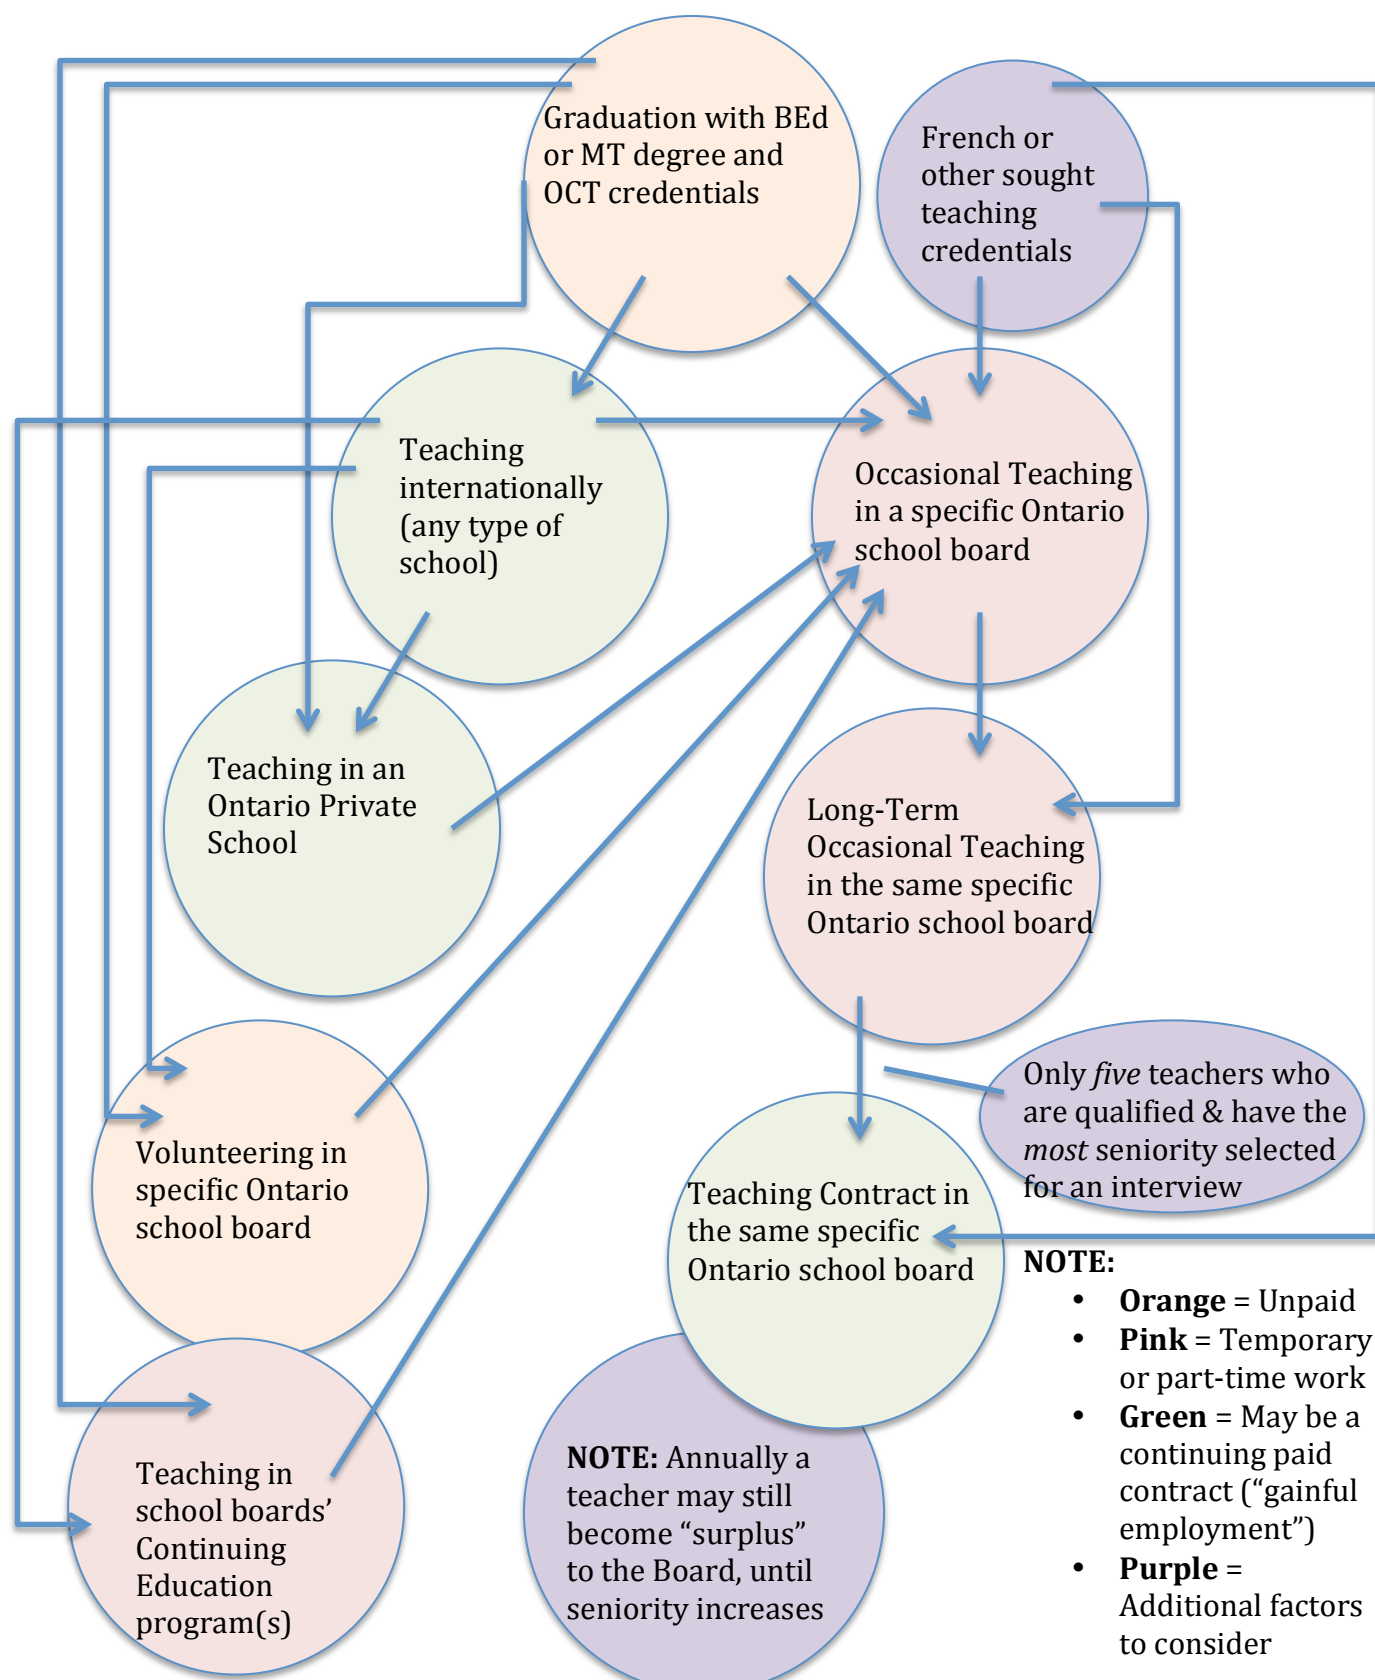 Graduation with BEd
or MT degree and
OCT credentials
French or
other sought
teaching
credentials
Teaching
internationally
(any type of
school)
Occasional Teaching
in a specific Ontario
school board
Teaching in an
Ontario Private
School
Long-Term
Occasional Teaching
in the same specific
Ontario school board
Only five teachers who
are qualified & have the
most seniority selected
for an interview
Volunteering in
specific Ontario
school board
Teaching Contract in
the same specific
Ontario school board
Teaching in
school boards’
Continuing
Education
program(s)
NOTE: Annually a
teacher may still
become “surplus”
to the Board, until
seniority increases
NOTE:
• Orange = Unpaid
• Pink = Temporary
or part-time work
• Green = May be a
continuing paid
contract (“gainful
employment”)
• Purple =
Additional factors
to consider